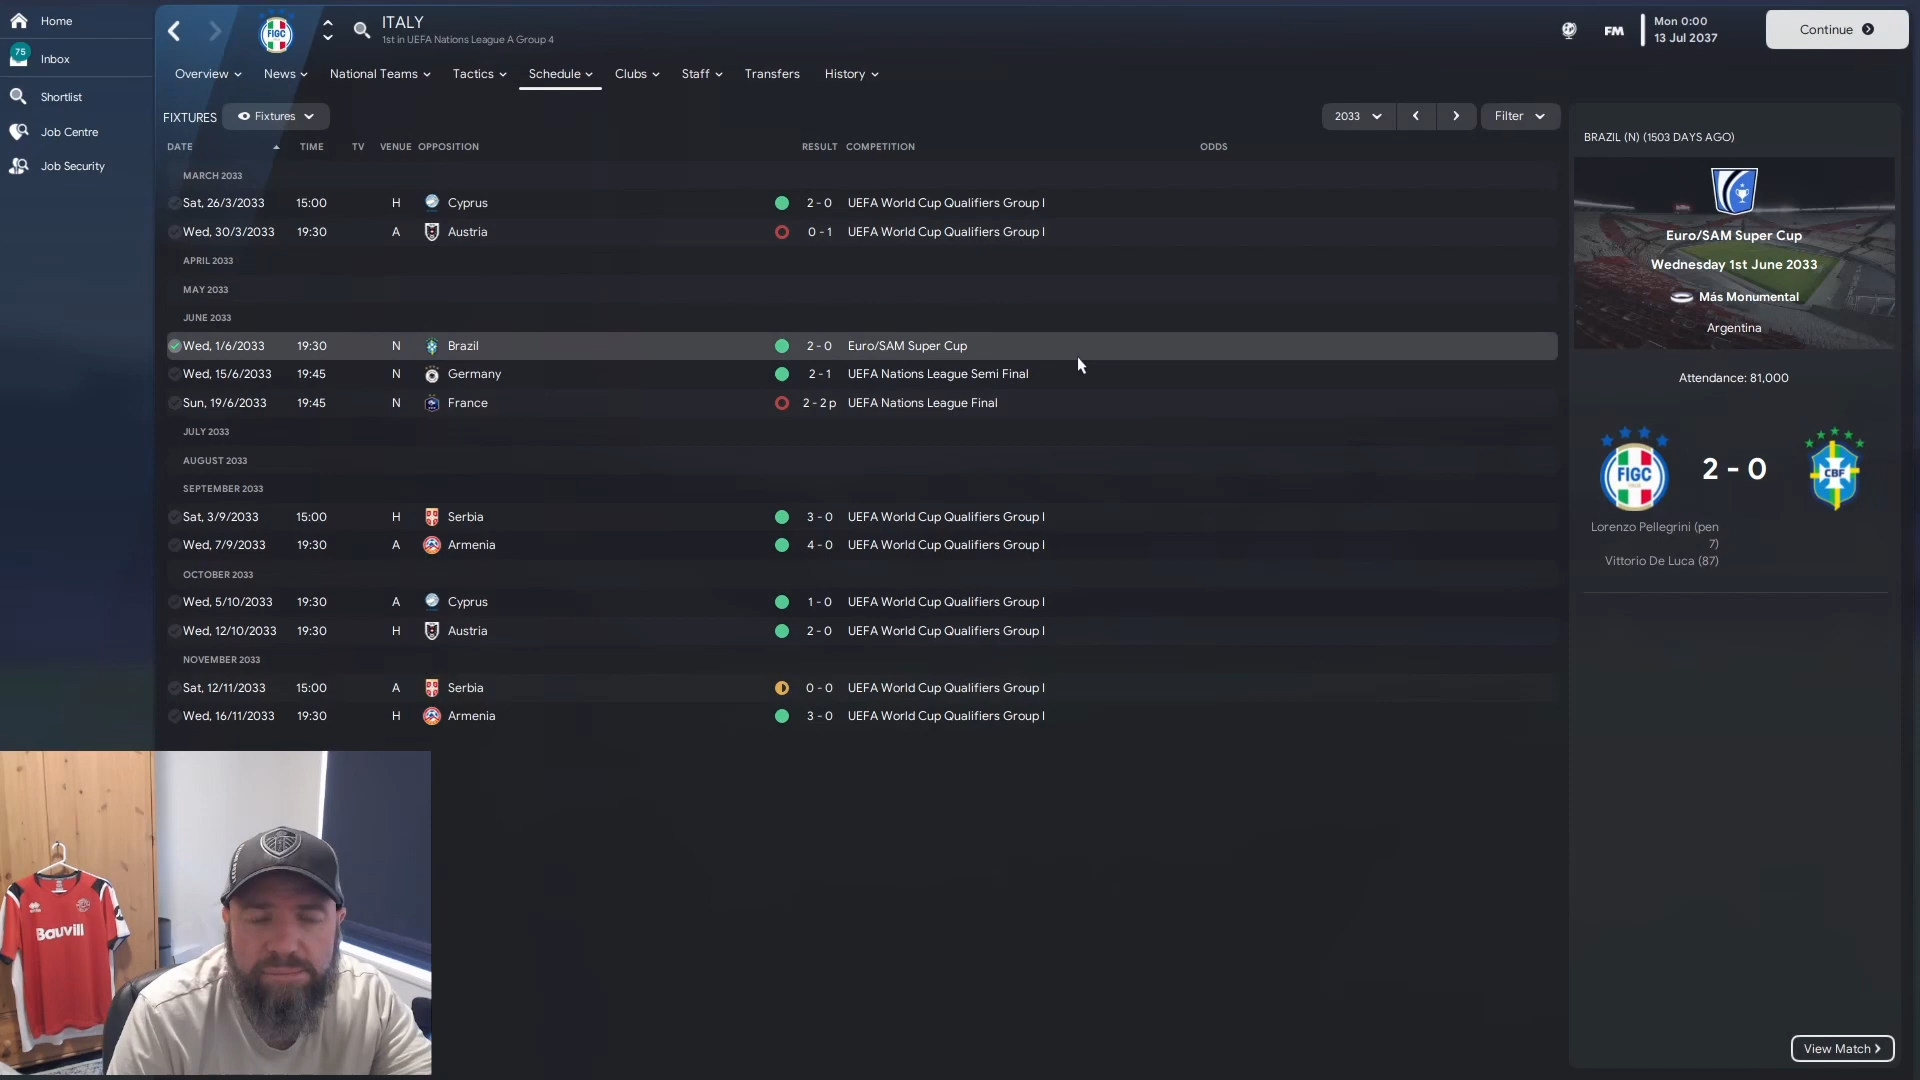 Home
75
Inbox
Shortlist
Job Centre
Job Security
FIGC
ITALY
1st in UEFA Nations League A Group 4
FM
Mon 0:00
13 Jul 2037
Continue
Overview
News
National Teams
Tactics
Schedule
Clubs
Staff
Transfers
History
FIXTURES
Fixtures
2033
Filter
DATE TIME TV VENUE OPPOSITION RESULT COMPETITION ODDS
MARCH 2033
Sat, 26/3/2033 15:00 H Cyprus 2 - 0 UEFA World Cup Qualifiers Group I
Wed, 30/3/2033 19:30 A Austria 0 - 1 UEFA World Cup Qualifiers Group I
APRIL 2033
MAY 2033
JUNE 2033
Wed, 1/6/2033 19:30 N Brazil 2 - 0 Euro/SAM Super Cup
Wed, 15/6/2033 19:45 N Germany 2 - 1 UEFA Nations League Semi Final
Sun, 19/6/2033 19:45 N France 2 - 2 p UEFA Nations League Final
JULY 2033
AUGUST 2033
SEPTEMBER 2033
Sat, 3/9/2033 15:00 H Serbia 3 - 0 UEFA World Cup Qualifiers Group I
Wed, 7/9/2033 19:30 A Armenia 4 - 0 UEFA World Cup Qualifiers Group I
OCTOBER 2033
Wed, 5/10/2033 19:30 A Cyprus 1 - 0 UEFA World Cup Qualifiers Group I
Wed, 12/10/2033 19:30 H Austria 2 - 0 UEFA World Cup Qualifiers Group I
NOVEMBER 2033
Sat, 12/11/2033 15:00 A Serbia 0 - 0 UEFA World Cup Qualifiers Group I
Wed, 16/11/2033 19:30 H Armenia 3 - 0 UEFA World Cup Qualifiers Group I
BRAZIL (N) (1503 DAYS AGO)
Euro/SAM Super Cup
Wednesday 1st June 2033
Más Monumental
Argentina
Attendance: 81,000
FIGC
2 - 0
CBF
Lorenzo Pellegrini (pen
7)
Vittorio De Luca (87)
View Match
Bauvill